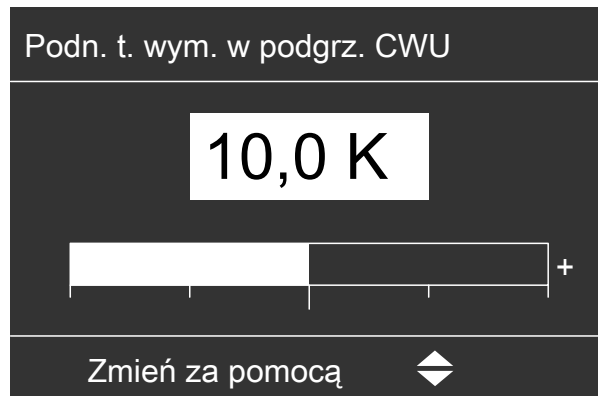 Podn. t. wym. w podgrz. CWU
10,0 K
+
Zmień za pomocą